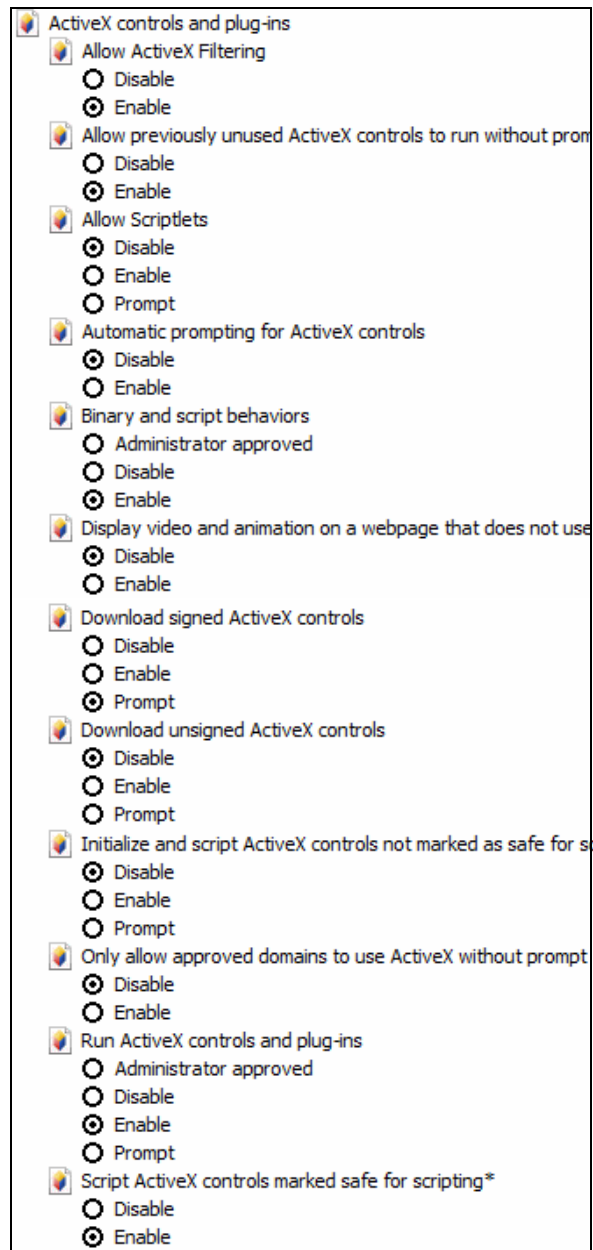 ActiveX controls and plug-ins
Allow ActiveX Filtering
Disable
Enable
Allow previously unused ActiveX controls to run without prom
Disable
Enable
Allow Scriptlets
Disable
Enable
Prompt
Automatic prompting for ActiveX controls
Disable
Enable
Binary and script behaviors
Administrator approved
Disable
Enable
Display video and animation on a webpage that does not use
Disable
Enable
Download signed ActiveX controls
Disable
Enable
Prompt
Download unsigned ActiveX controls
Disable
Enable
Prompt
Initialize and script ActiveX controls not marked as safe for sc
Disable
Enable
Prompt
Only allow approved domains to use ActiveX without prompt
Disable
Enable
Run ActiveX controls and plug-ins
Administrator approved
Disable
Enable
Prompt
Script ActiveX controls marked safe for scripting*
Disable
Enable